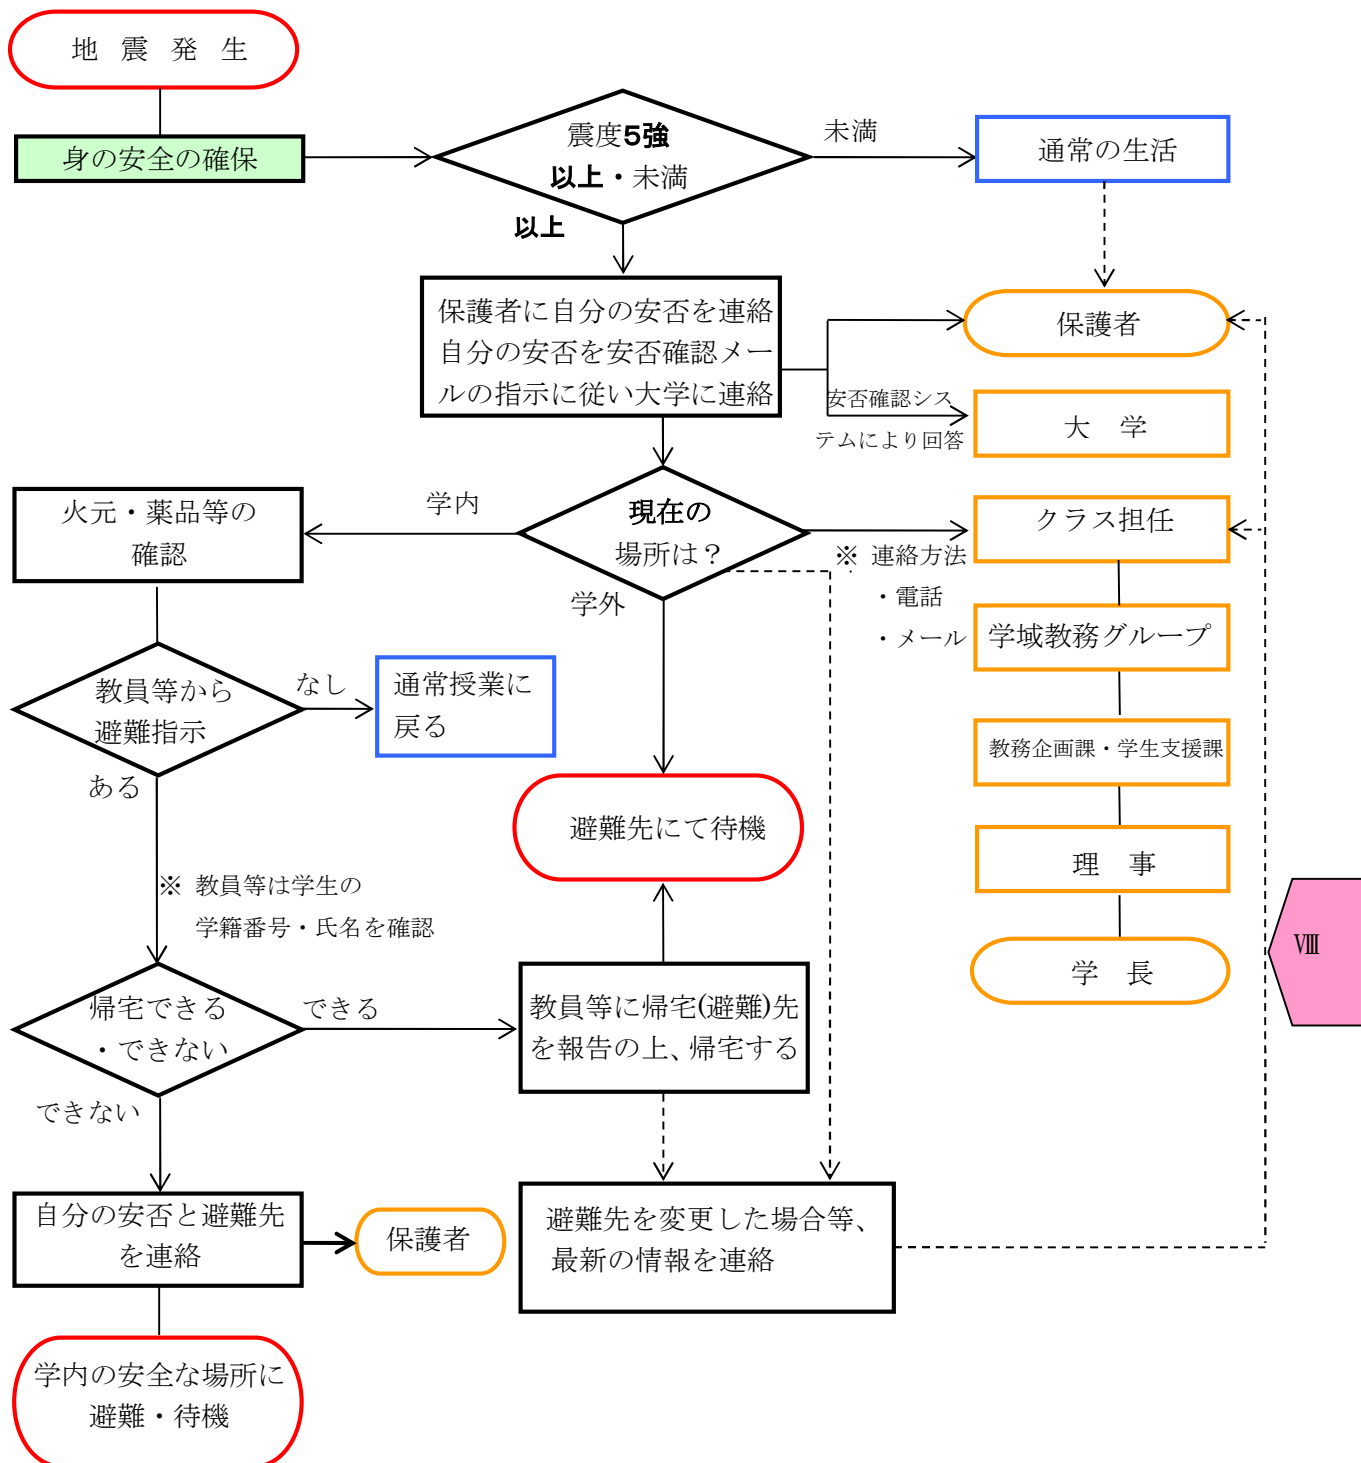 地 震 発 生
身の安全の確保
震度5強
以上・未満
未満
以上
通常の生活
保護者に自分の安否を連絡
自分の安否を安否確認メー
ルの指示に従い大学に連絡
保護者
安否確認シス
テムにより回答
大 学
現在の
場所は？
学内
学外
火元・薬品等の
確認
※ 連絡方法
・電話
・メール
クラス担任
学域教務グループ
教務企画課・学生支援課
理 事
学 長
教員等から
避難指示
なし
ある
通常授業に
戻る
避難先にて待機
※ 教員等は学生の
学籍番号・氏名を確認
帰宅できる
・できない
できる
できない
教員等に帰宅(避難)先
を報告の上、帰宅する
Ⅷ
自分の安否と避難先
を連絡
保護者
避難先を変更した場合等、
最新の情報を連絡
学内の安全な場所に
避難・待機